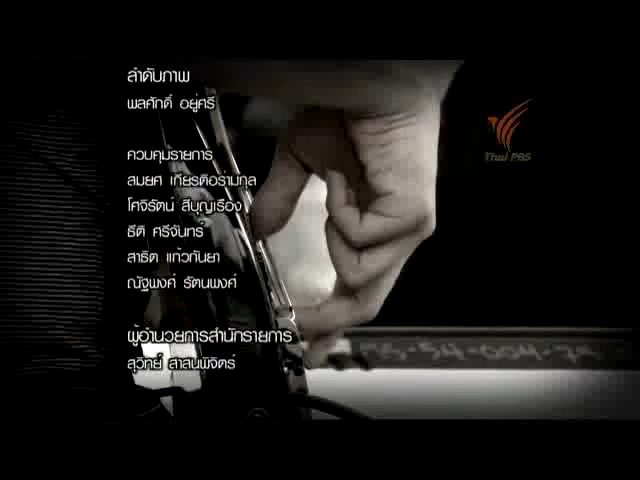 ลำดับภาพ
พลศักดิ์ อยู่ศรี
ควบคุมรายการ
สมยศ เกียรติอร่ามกุล
โศจิรัตน์ สีบุญเรือง
ธีติ ศรีจันทร์
สาธิต แก้วกันยา
ณัฐพงศ์ รัตนพงศ์
ผู้อำนวยการสำนักรายการ
สุวิทย์ สาสนพิจิตร์
Thai PBS